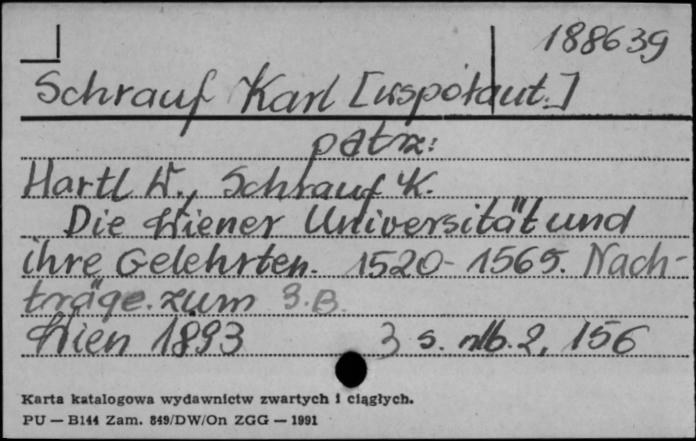 188639
Schrauf Karl [współaut.]
patrz:
Hartl W., Schrauf K.
Die Wiener Universität und
ihre Gelehrten. 1520-1565. Nach-
träge. zum 3.B.
Wien 1893 3 s. nlb. 2, 156
Karta katalogowa wydawnictw zwartych i ciągłych.
PU — B144 Zam. 849/DW/On ZGG — 1991